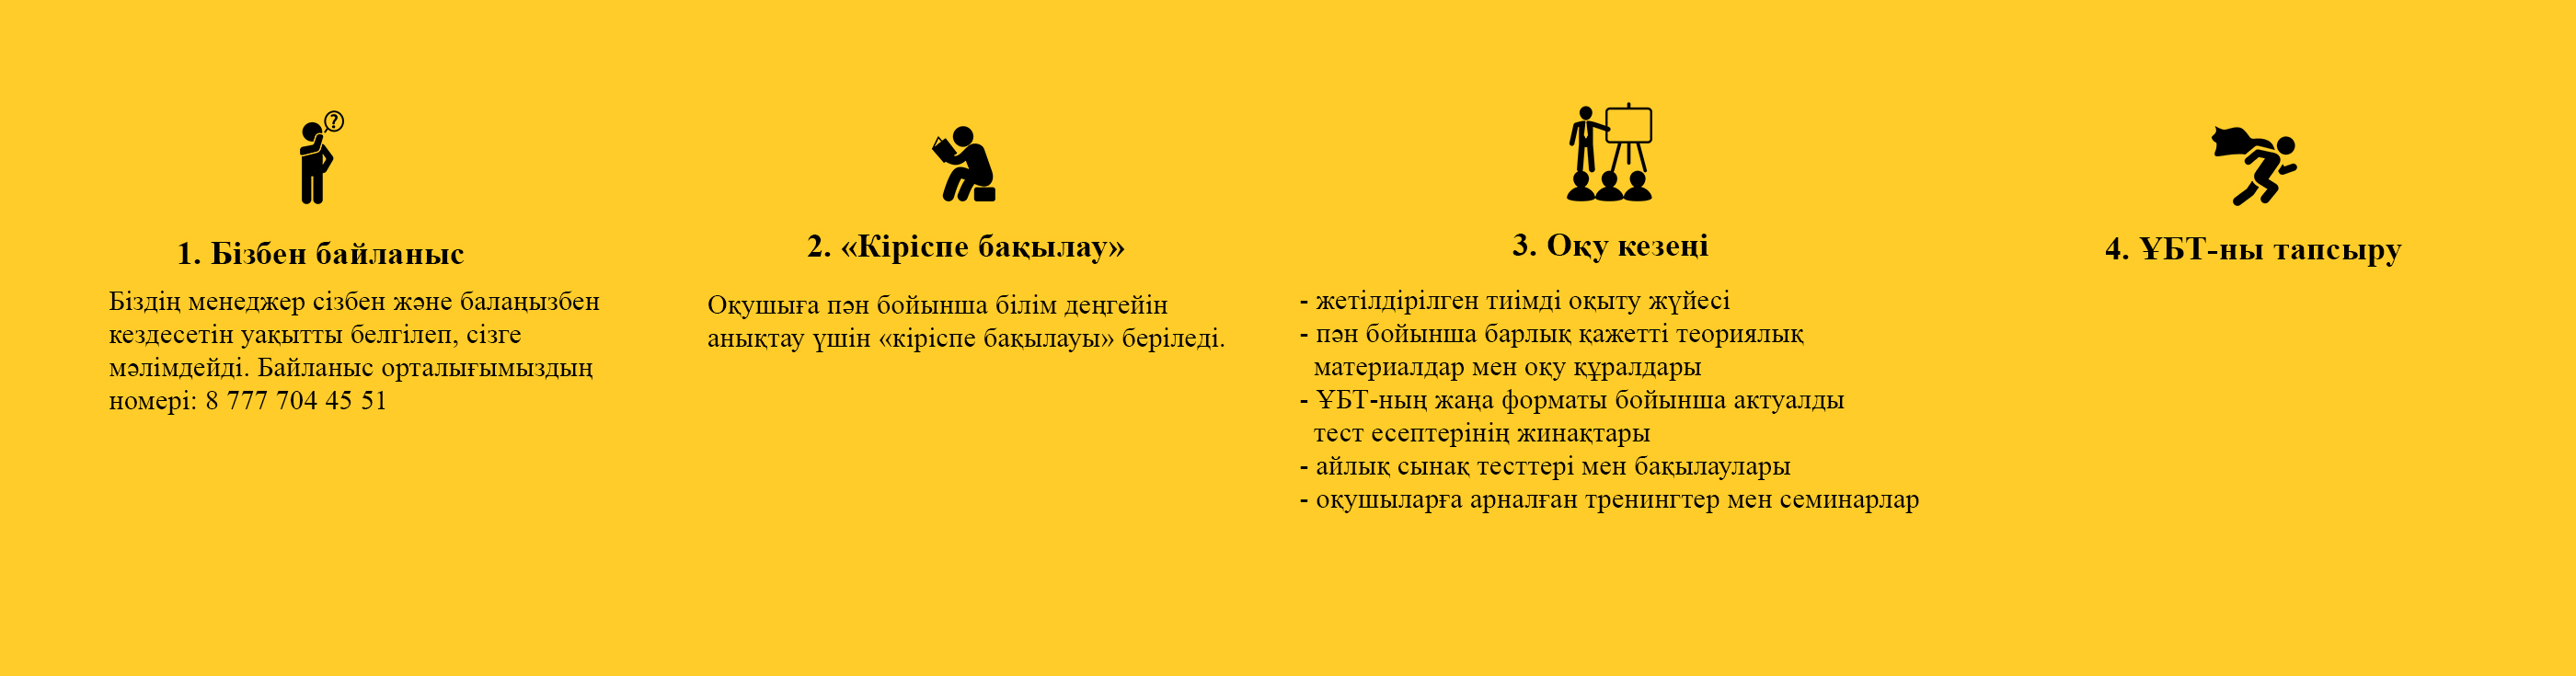 ?
1. Бізбен байланыс
Біздің менеджер сізбен және балаңызбен
кездесетін уақытты белгілеп, сізге
мәлімдейді. Байланыс орталығымыздың
номері: 8 777 704 45 51
2. «Кіріспе бақылау»
Оқушыға пән бойынша білім деңгейін
анықтау үшін «кіріспе бақылауы» беріледі.
3. Оқу кезеңі
- жетілдірілген тиімді оқыту жүйесі
- пән бойынша барлық қажетті теориялық
материалдар мен оқу құралдары
- ҰБТ-ның жаңа форматы бойынша актуалды
тест есептерінің жинақтары
- айлық сынақ тесттері мен бақылаулары
- оқушыларға арналған тренингтер мен семинарлар
4. ҰБТ-ны тапсыру